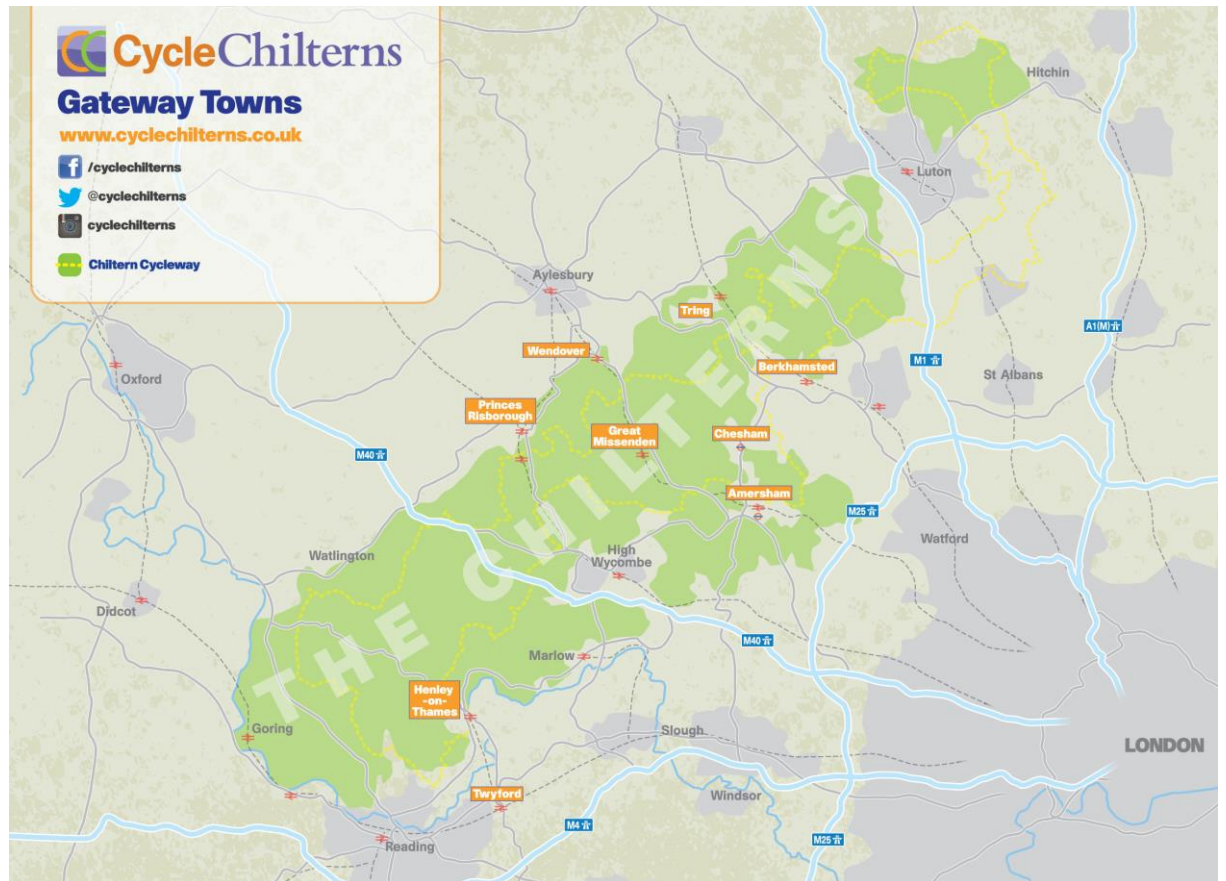 CycleChilterns
Gateway Towns
www.cyclechilterns.co.uk
/cyclechilterns
@cyclechilterns
cyclechilterns
Chiltern Cycleway
Hitchin
Luton
Aylesbury
Tring
A1(M)
Wendover
Berkhamsted
M1
St Albans
Oxford
Princes
Risborough
Great
Missenden
Chesham
M40
Amersham
M25
Watford
Watlington
High
Wycombe
Didcot
THE CHILTERNS
M40
Marlow
Henley
-on-
Thames
Goring
Slough
LONDON
Twyford
Windsor
M4
M25
Reading